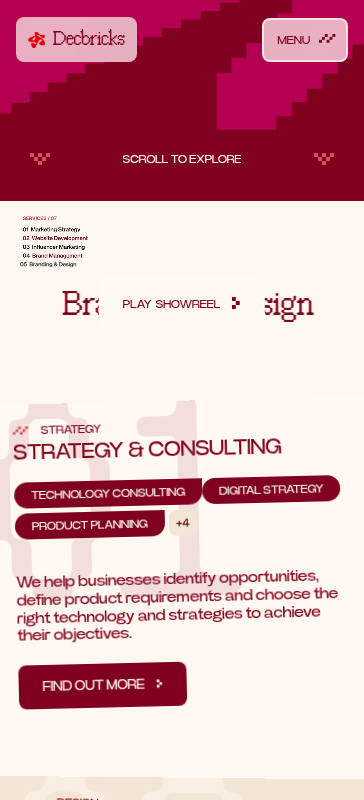 Decbricks
MENU
SCROLL TO EXPLORE
SERVICES / 07
01 Marketing Strategy
02 Website Development
03 Influencer Marketing
04 Brand Management
05 Branding & Design
PLAY SHOWREEL
01
STRATEGY
STRATEGY & CONSULTING
TECHNOLOGY CONSULTING DIGITAL STRATEGY
PRODUCT PLANNING +4
We help businesses identify opportunities,
define product requirements and choose the
right technology and strategies to achieve
their objectives.
FIND OUT MORE